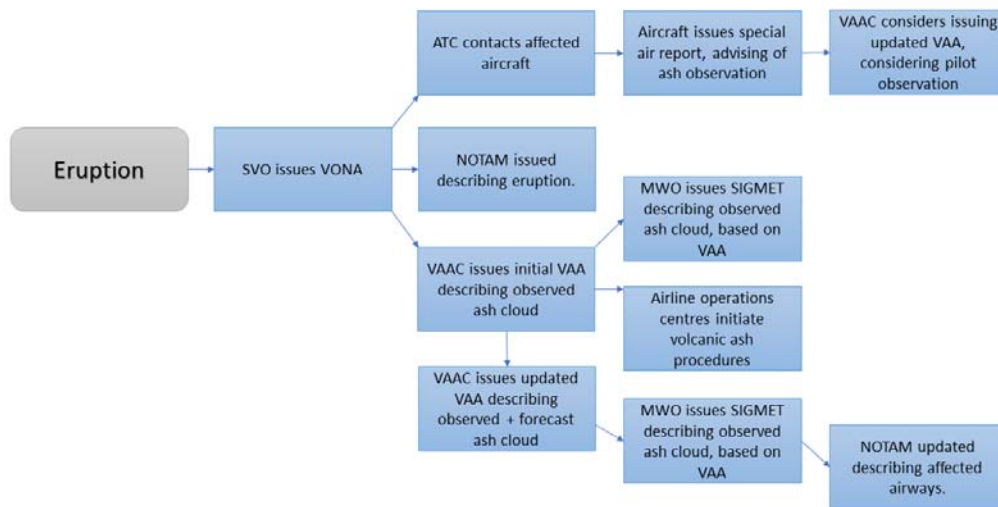 ATC contacts affected
aircraft
Aircraft issues special
air report, advising of
ash observation
VAAC considers issuing
updated VAA,
considering pilot
observation
Eruption
SVO issues VONA
NOTAM issued
describing eruption.
MWO issues SIGMET
describing observed
ash cloud, based on
VAA
VAAC issues initial VAA
describing observed
ash cloud
Airline operations
centres initiate
volcanic ash
procedures
VAAC issues updated
VAA describing
observed + forecast
ash cloud
MWO issues SIGMET
describing observed
ash cloud, based on
VAA
NOTAM updated
describing affected
airways.